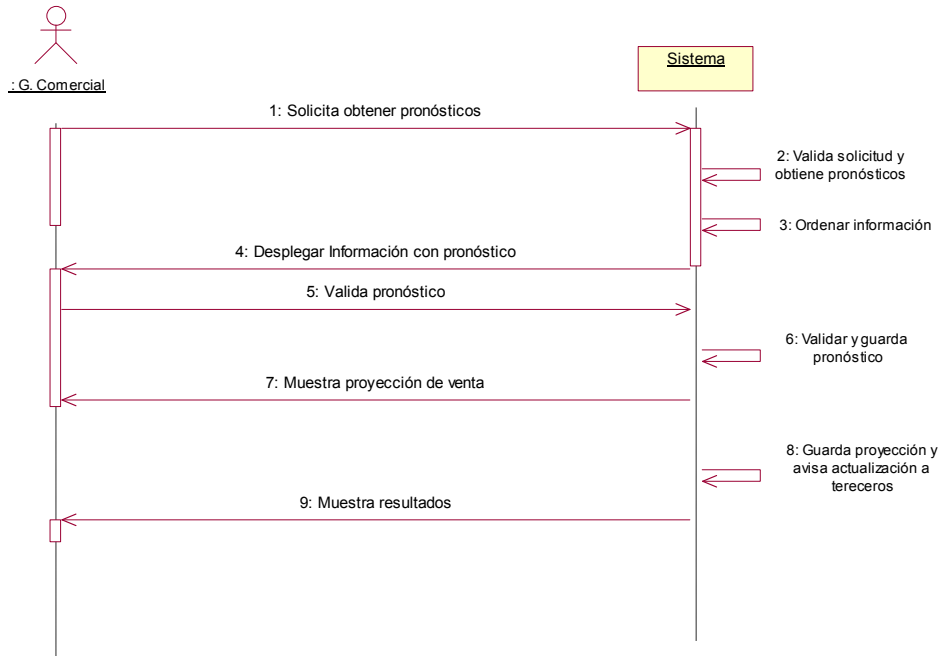 : G. Comercial
Sistema
1: Solicita obtener pronósticos
2: Valida solicitud y
obtiene pronósticos
3: Ordenar información
4: Desplegar Información con pronóstico
5: Valida pronóstico
6: Validar y guarda
pronóstico
7: Muestra proyección de venta
8: Guarda proyección y
avisa actualización a
tereceros
9: Muestra resultados